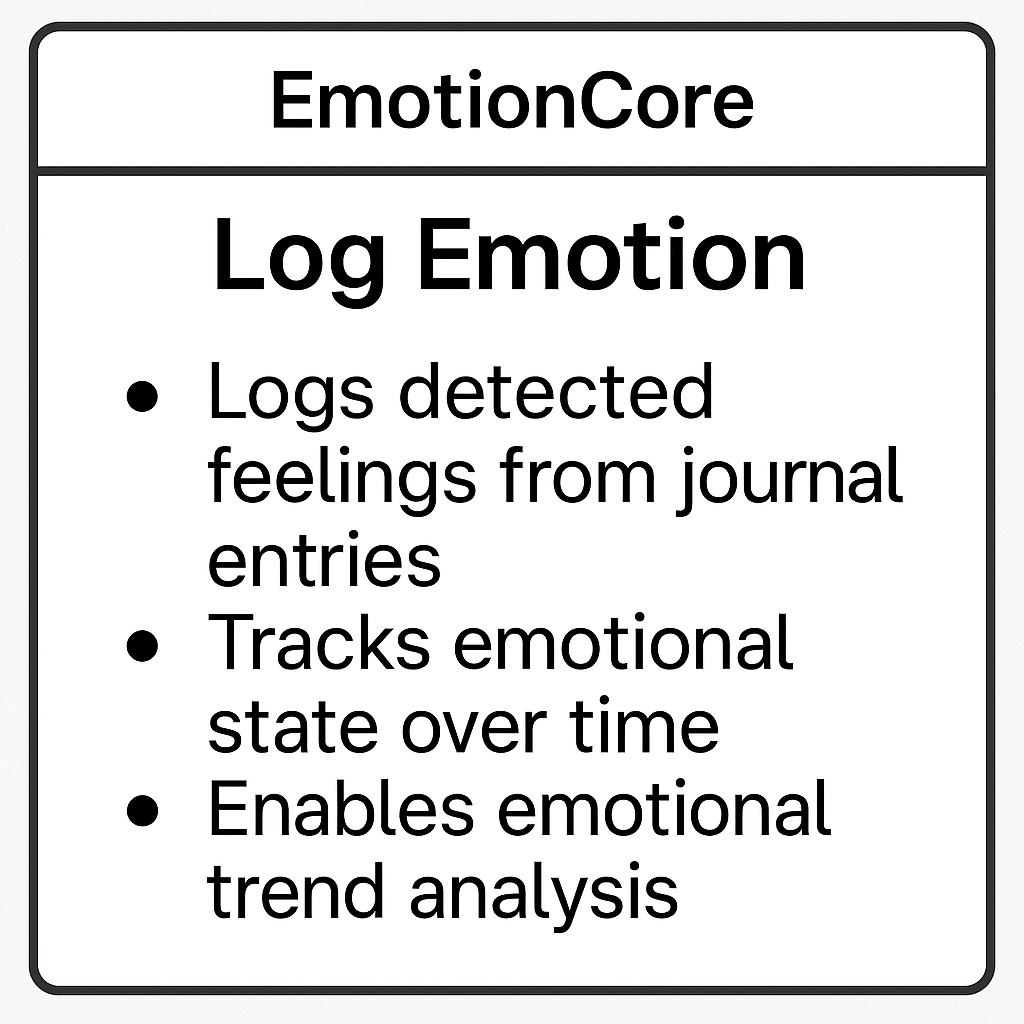 EmotionCore
Log Emotion
• Logs detected
feelings from journal
entries
• Tracks emotional
state over time
• Enables emotional
trend analysis